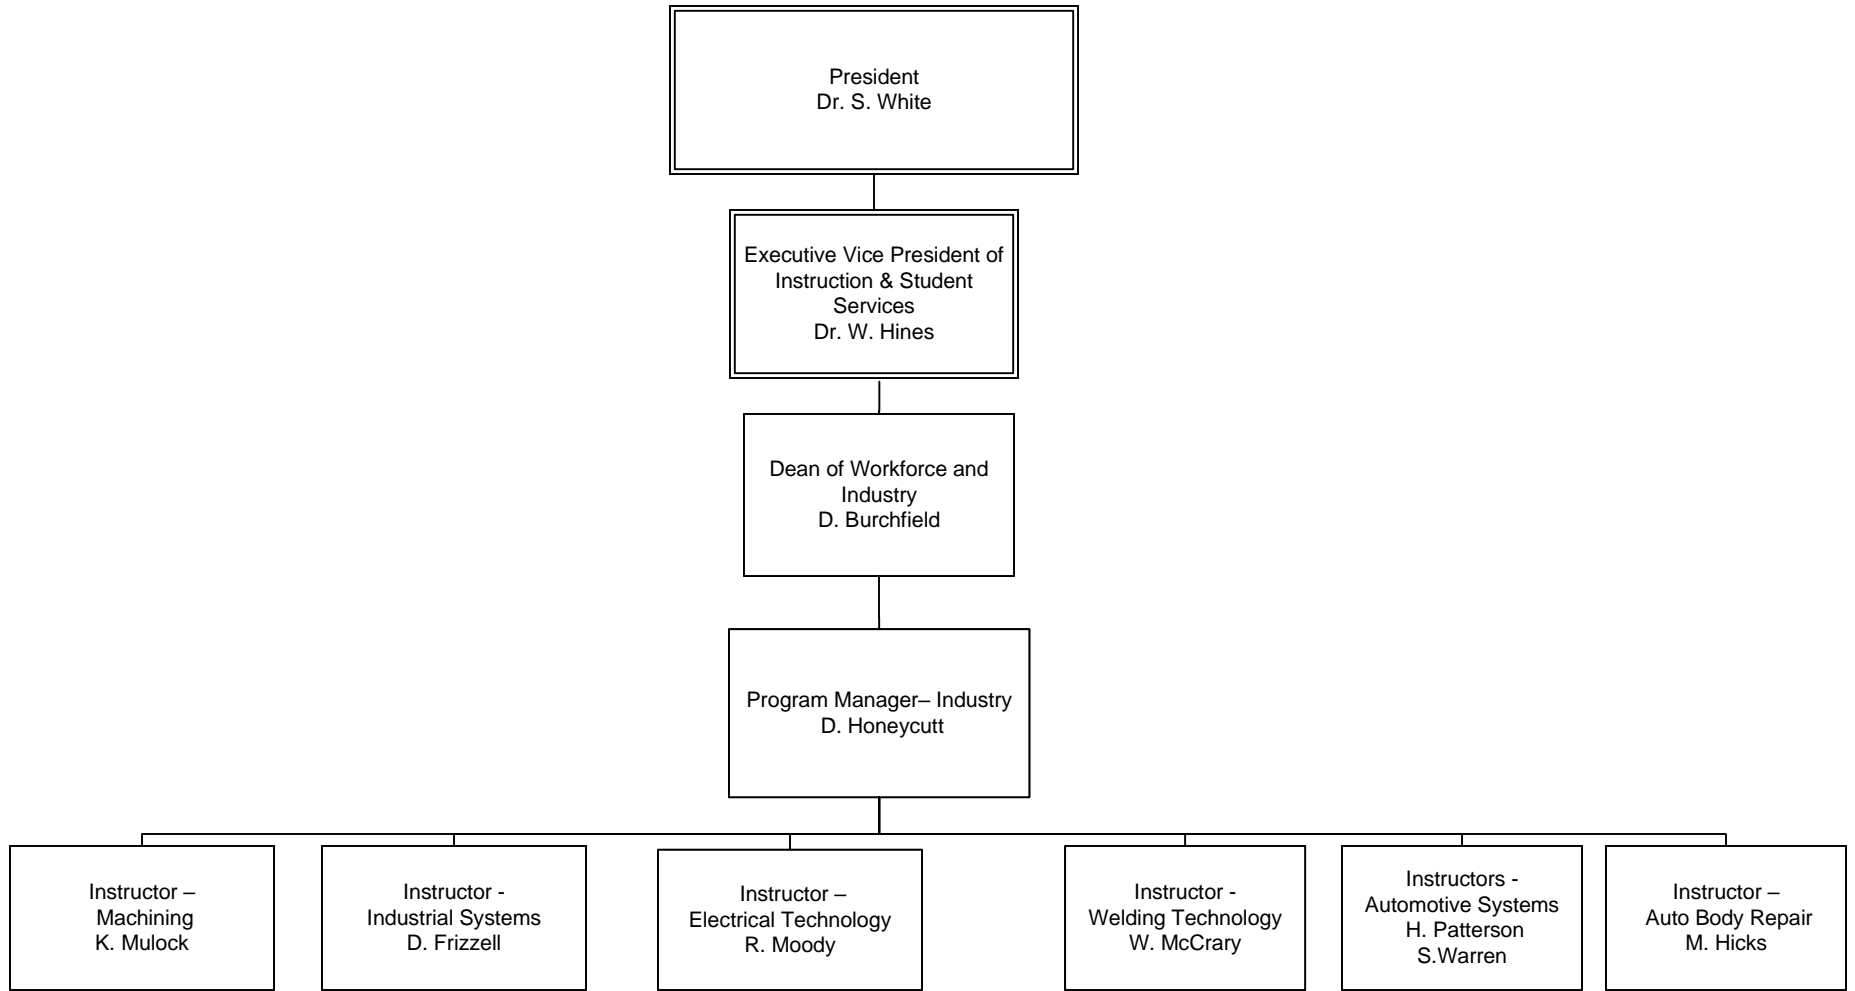 President
Dr. S. White
Executive Vice President of
Instruction & Student
Services
Dr. W. Hines
Dean of Workforce and
Industry
D. Burchfield
Program Manager– Industry
D. Honeycutt
Instructor –
Machining
K. Mulock
Instructor -
Industrial Systems
D. Frizzell
Instructor –
Electrical Technology
R. Moody
Instructor -
Welding Technology
W. McCrary
Instructors -
Automotive Systems
H. Patterson
S.Warren
Instructor –
Auto Body Repair
M. Hicks